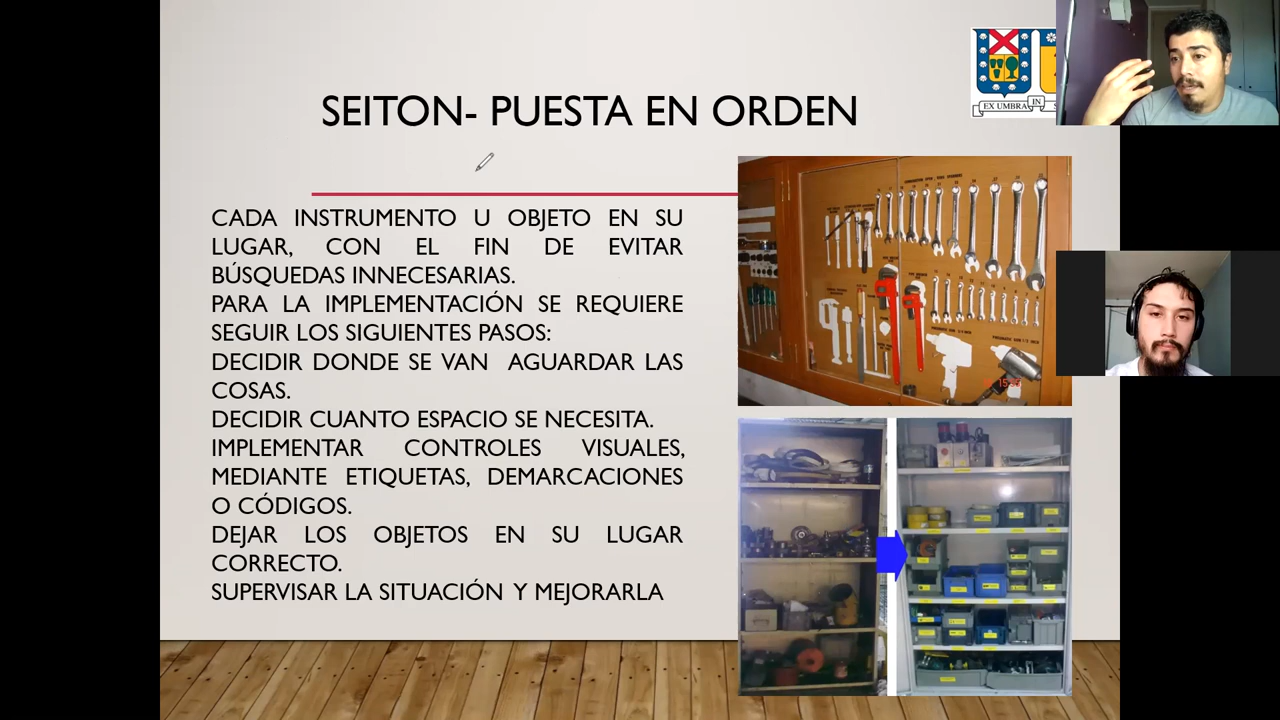 SEITON- PUESTA EN ORDEN
EX UMBRA IN
CADA INSTRUMENTO U OBJETO EN SU
LUGAR, CON EL FIN DE EVITAR
BÚSQUEDAS INNECESARIAS.
PARA LA IMPLEMENTACIÓN SE REQUIERE
SEGUIR LOS SIGUIENTES PASOS:
DECIDIR DONDE SE VAN AGUARDAR LAS
COSAS.
DECIDIR CUANTO ESPACIO SE NECESITA.
IMPLEMENTAR CONTROLES VISUALES,
MEDIANTE ETIQUETAS, DEMARCACIONES
O CÓDIGOS.
DEJAR LOS OBJETOS EN SU LUGAR
CORRECTO.
SUPERVISAR LA SITUACIÓN Y MEJORARLA